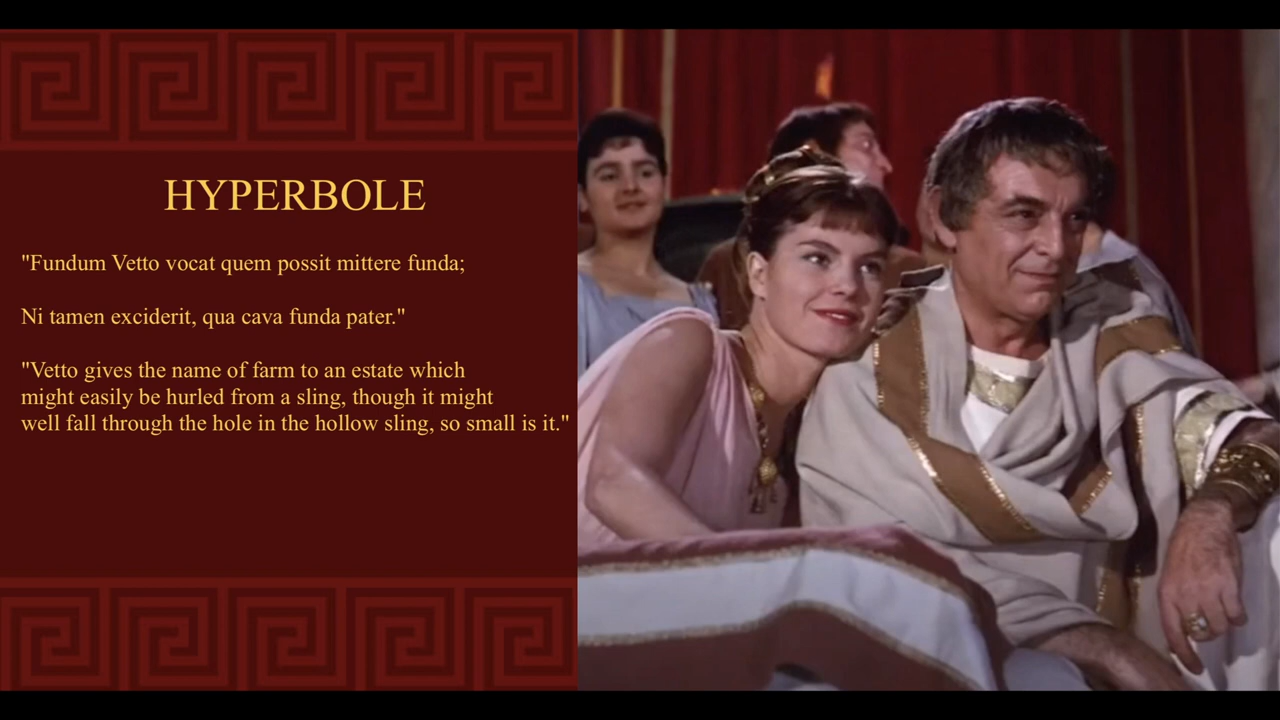 HYPERBOLE
"Fundum Vetto vocat quem possit mittere funda;
Ni tamen exciderit, qua cava funda pater."
"Vetto gives the name of farm to an estate which
might easily be hurled from a sling, though it might
well fall through the hole in the hollow sling, so small is it."